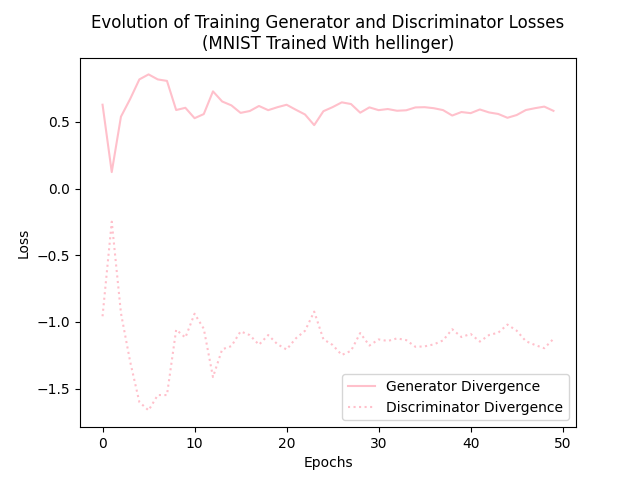 Evolution of Training Generator and Discriminator Losses
(MNIST Trained With hellinger)
0.5
0.0
−0.5
−1.0
−1.5
Loss
Generator Divergence
Discriminator Divergence
0 10 20 30 40 50
Epochs